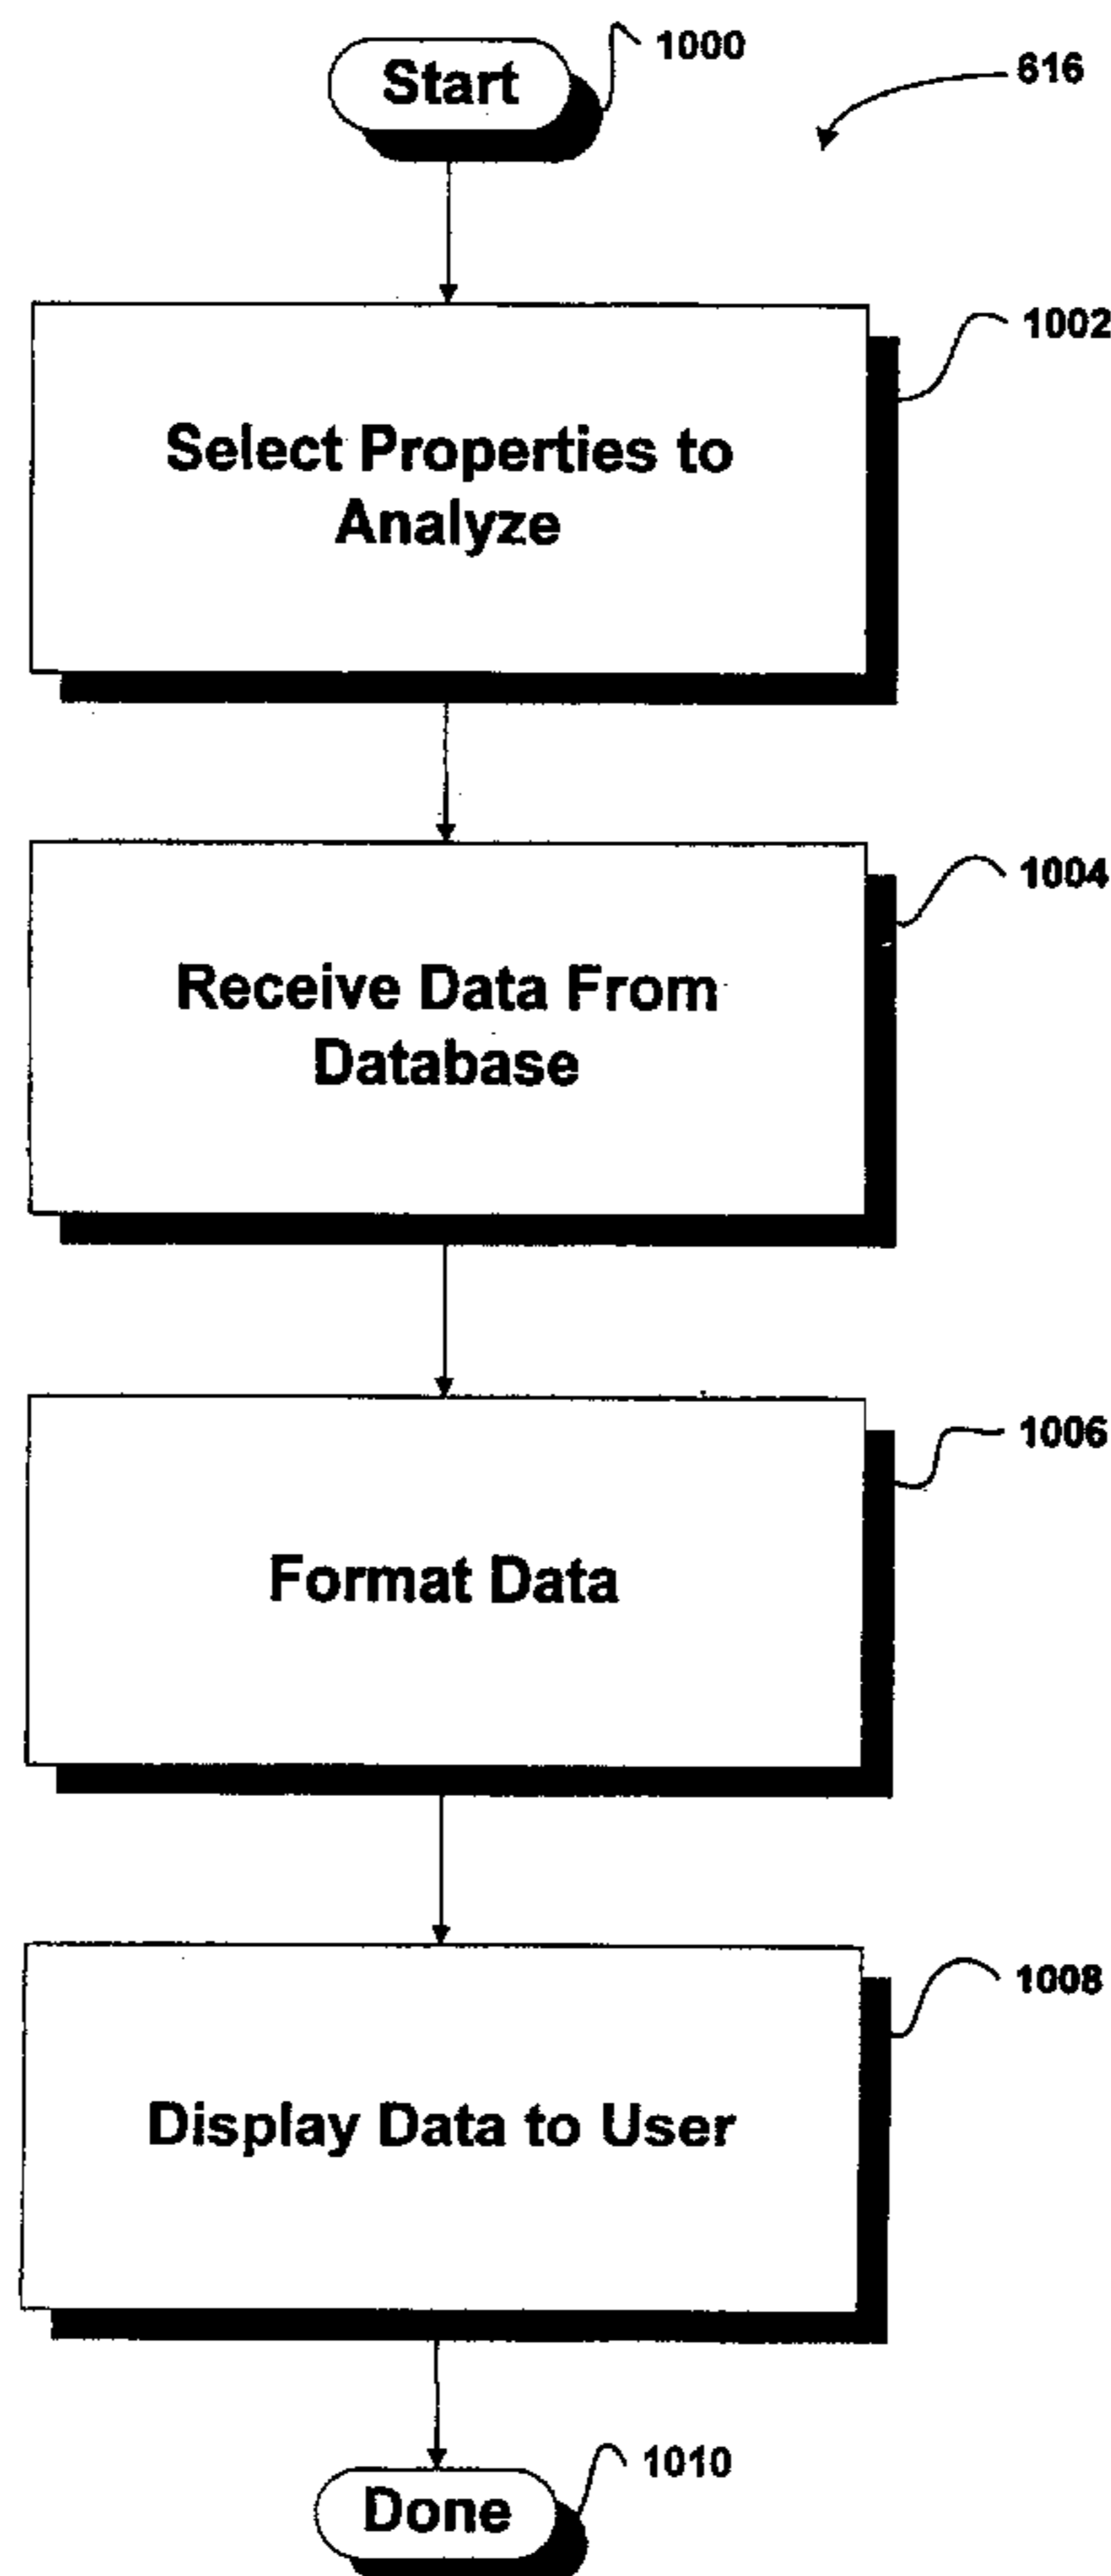 Start
1000
616
Select Properties to
Analyze
1002
Receive Data From
Database
1004
Format Data
1006
Display Data to User
1008
Done
1010